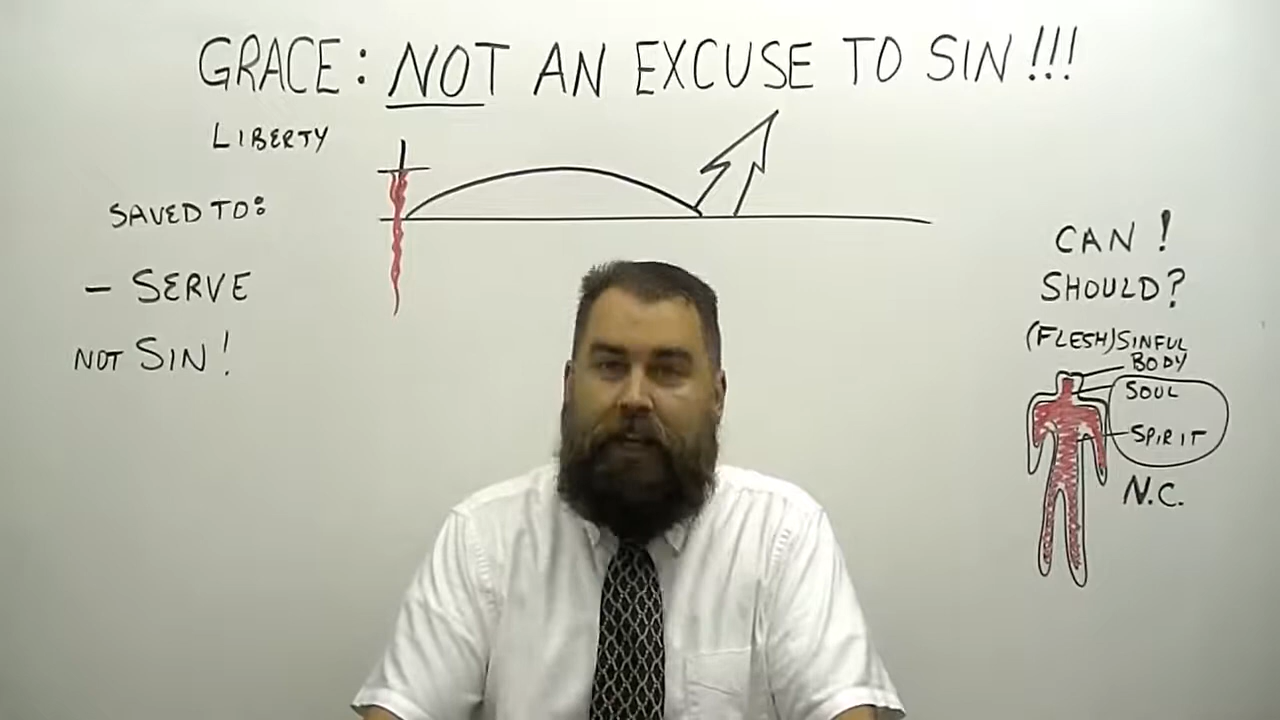 GRACE: NOT AN EXCUSE TO SIN!!!
LIBERTY
SAVED TO:
- SERVE
NOT SIN!
CAN!
SHOULD?
(FLESH) SINFUL
BODY
SOUL
SPIRIT
N.C.